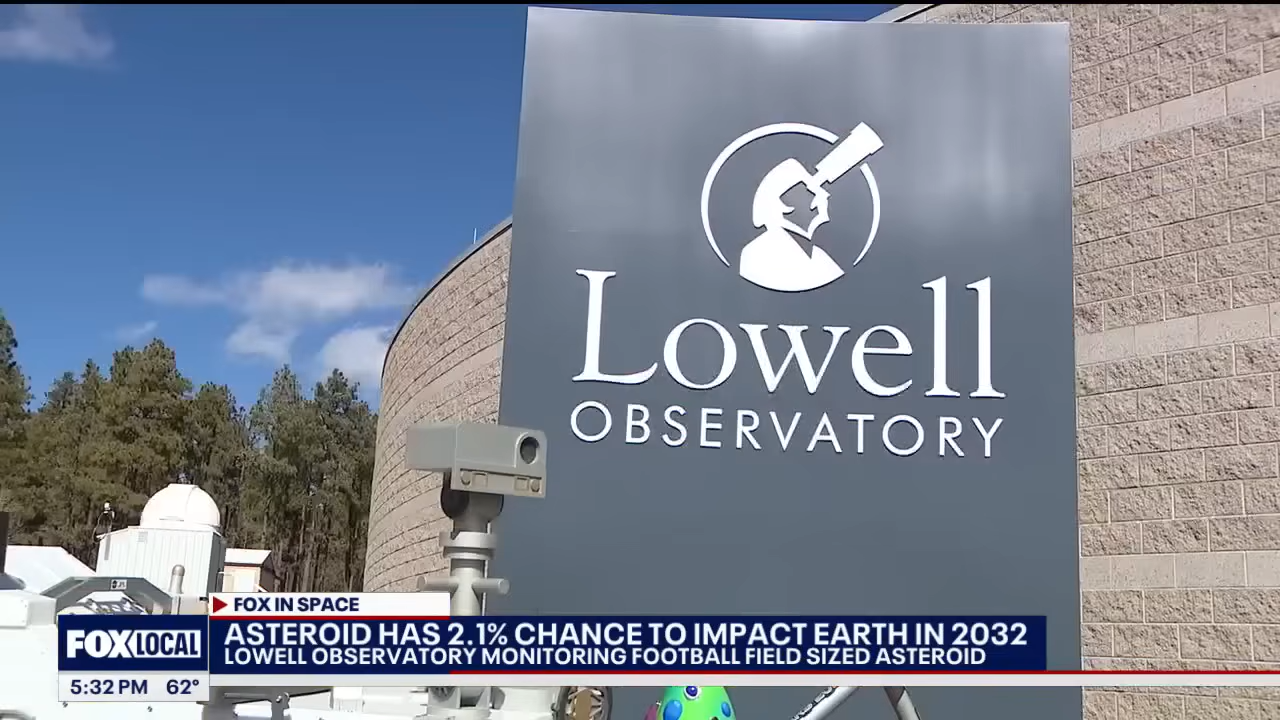 Lowell
OBSERVATORY
FOX IN SPACE
ASTEROID HAS 2.1% CHANCE TO IMPACT EARTH IN 2032
LOWELL OBSERVATORY MONITORING FOOTBALL FIELD SIZED ASTEROID
FOX LOCAL
5:32 PM 62°